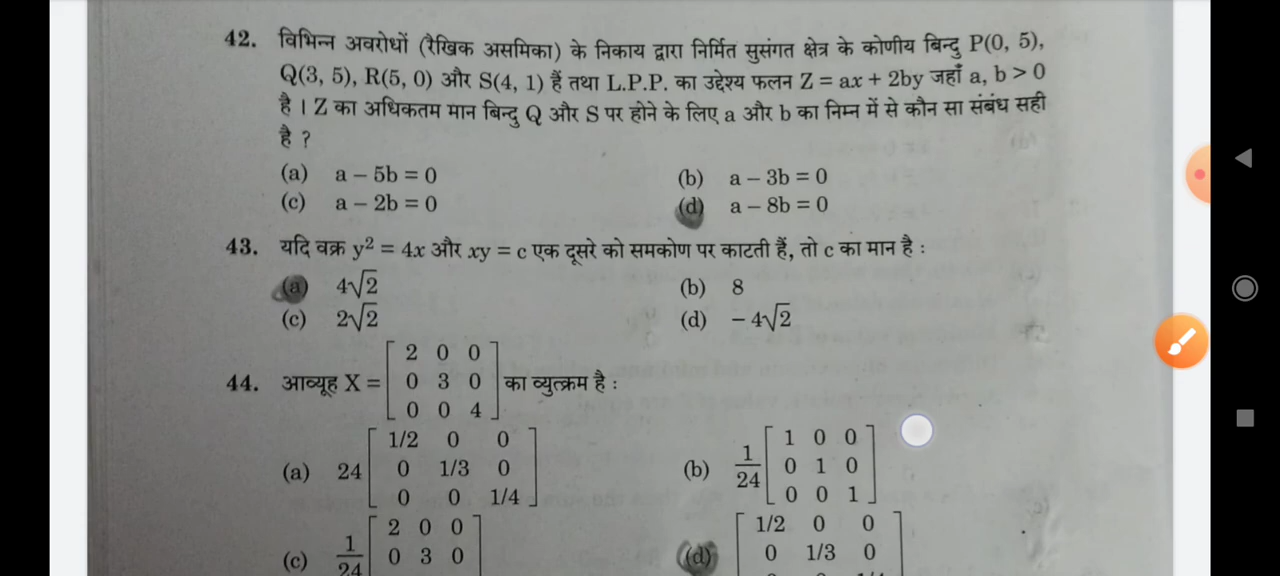 42. विभिन्न अवरोधों (रैखिक असमिका) के निकाय द्वारा निर्मित सुसंगत क्षेत्र के कोणीय बिन्दु P(0, 5),
Q(3, 5), R(5, 0) और S(4, 1) हैं तथा L.P.P. का उद्देश्य फलन Z = ax + 2by जहाँ a, b > 0
है । Z का अधिकतम मान बिन्दु Q और S पर होने के लिए a और b का निम्न में से कौन सा संबंध सही
है ?
(a) a – 5b = 0 (b) a – 3b = 0
(c) a – 2b = 0 (d) a – 8b = 0
43. यदि वक्र y² = 4x और xy = c एक दूसरे को समकोण पर काटती हैं, तो c का मान है :
(a) 4√2 (b) 8
(c) 2√2 (d) – 4√2
44. आव्यूह X = [2 0 0
0 3 0
0 0 4] का व्युत्क्रम है :
(a) 24 [1/2 0 0
0 1/3 0
0 0 1/4]
(b) 1/24 [1 0 0
0 1 0
0 0 1]
(c) 1/24 [2 0 0
0 3 0
(d) [1/2 0 0
0 1/3 0